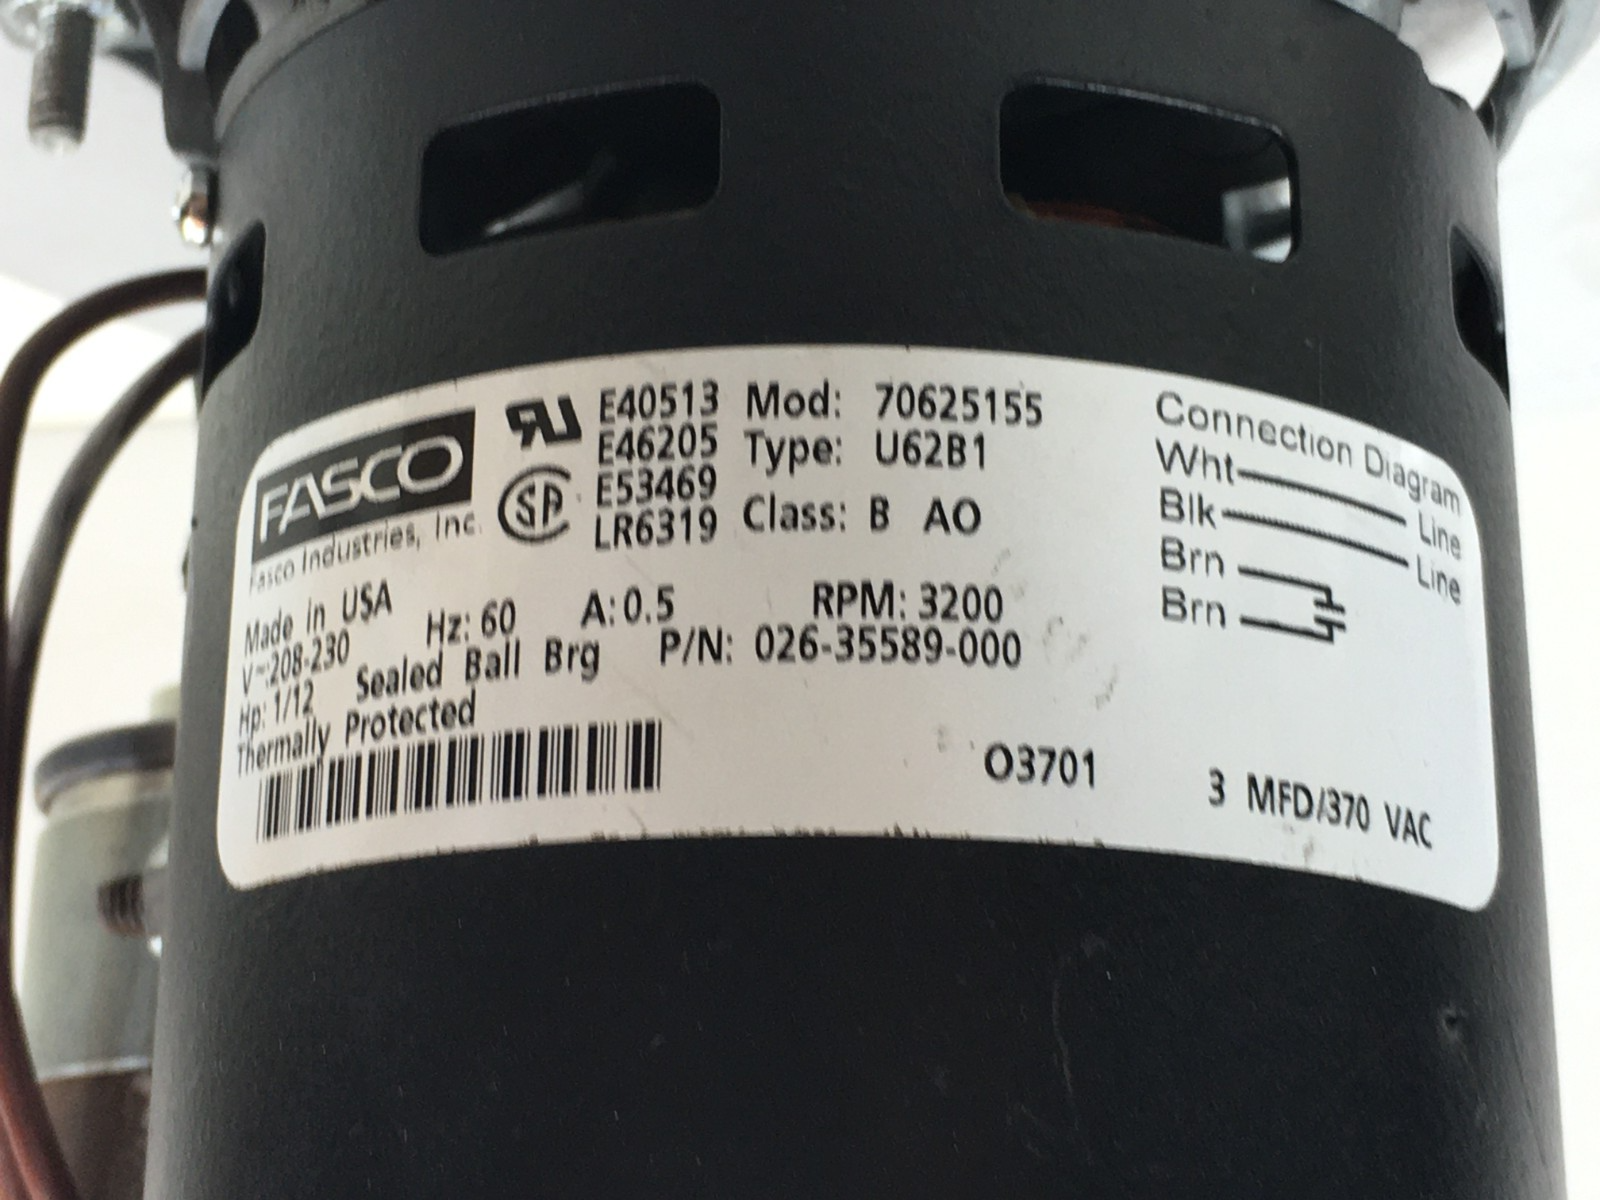 FASCO
Fasco Industries, Inc.
E40513
E46205
E53469
LR6319
Mod: 70625155
Type: U62B1
Class: B AO
Made in USA
V~:208-230 Hz: 60 A: 0.5 RPM: 3200
Hp: 1/12 Sealed Ball Brg P/N: 026-35589-000
Thermally Protected
O3701
Connection Diagram
Wht Line
Blk Line
Brn
Brn
3 MFD/370 VAC